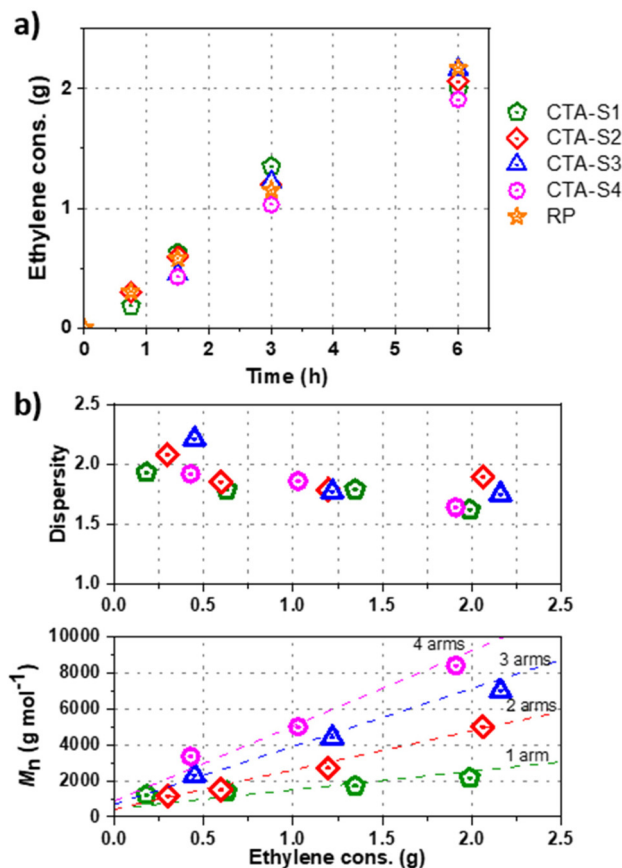 a)
Ethylene cons. (g)
2
1
0
0 1 2 3 4 5 6
Time (h)
CTA-S1
CTA-S2
CTA-S3
CTA-S4
RP
b)
Dispersity
2.5
2.0
1.5
1.0
0.0 0.5 1.0 1.5 2.0 2.5
Mn (g mol⁻¹)
10000
8000
6000
4000
2000
0
4 arms
3 arms
2 arms
1 arm
0.0 0.5 1.0 1.5 2.0 2.5
Ethylene cons. (g)